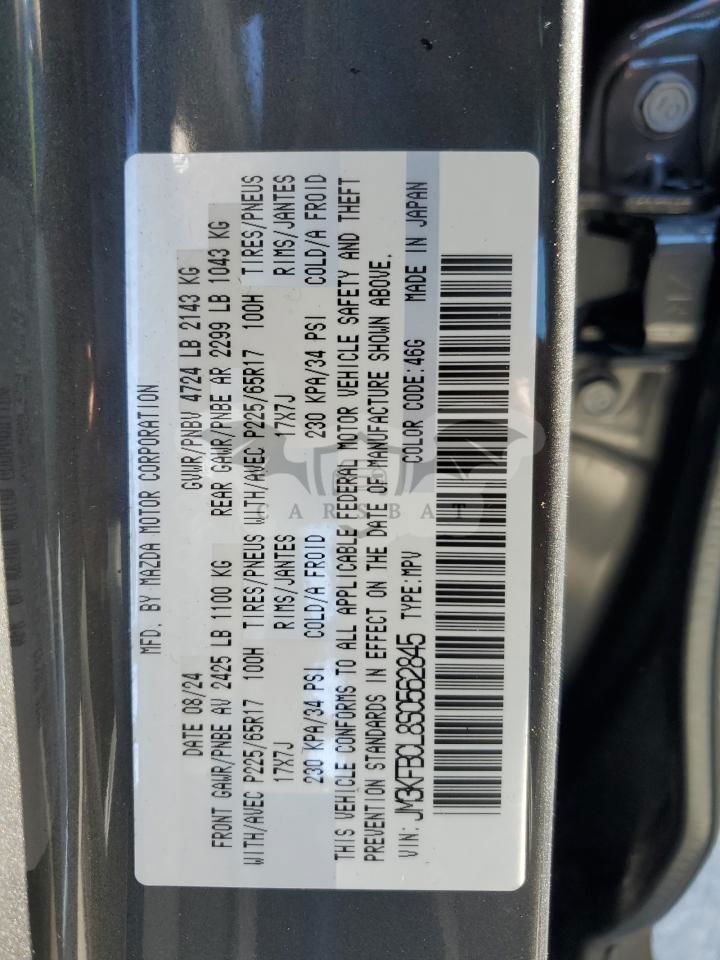 MFD. BY MAZDA MOTOR CORPORATION
DATE 08/24 GVWR/PNBV 4724 LB 2143 KG
FRONT GAWR/PNBE AV 2425 LB 1100 KG REAR GAWR/PNBE AR 2299 LB 1043 KG
WITH/AVEC P225/65R17 100H TIRES/PNEUS WITH/AVEC P225/65R17 100H TIRES/PNEUS
17X7J RIMS/JANTES 17X7J RIMS/JANTES
230 KPA/34 PSI COLD/A FROID 230 KPA/34 PSI COLD/A FROID
THIS VEHICLE CONFORMS TO ALL APPLICABLE FEDERAL MOTOR VEHICLE SAFETY AND THEFT
PREVENTION STANDARDS IN EFFECT ON THE DATE OF MANUFACTURE SHOWN ABOVE.
VIN: JM3KFBCL8S0562845 TYPE:MPV COLOR CODE:46G MADE IN JAPAN
CARSBAT